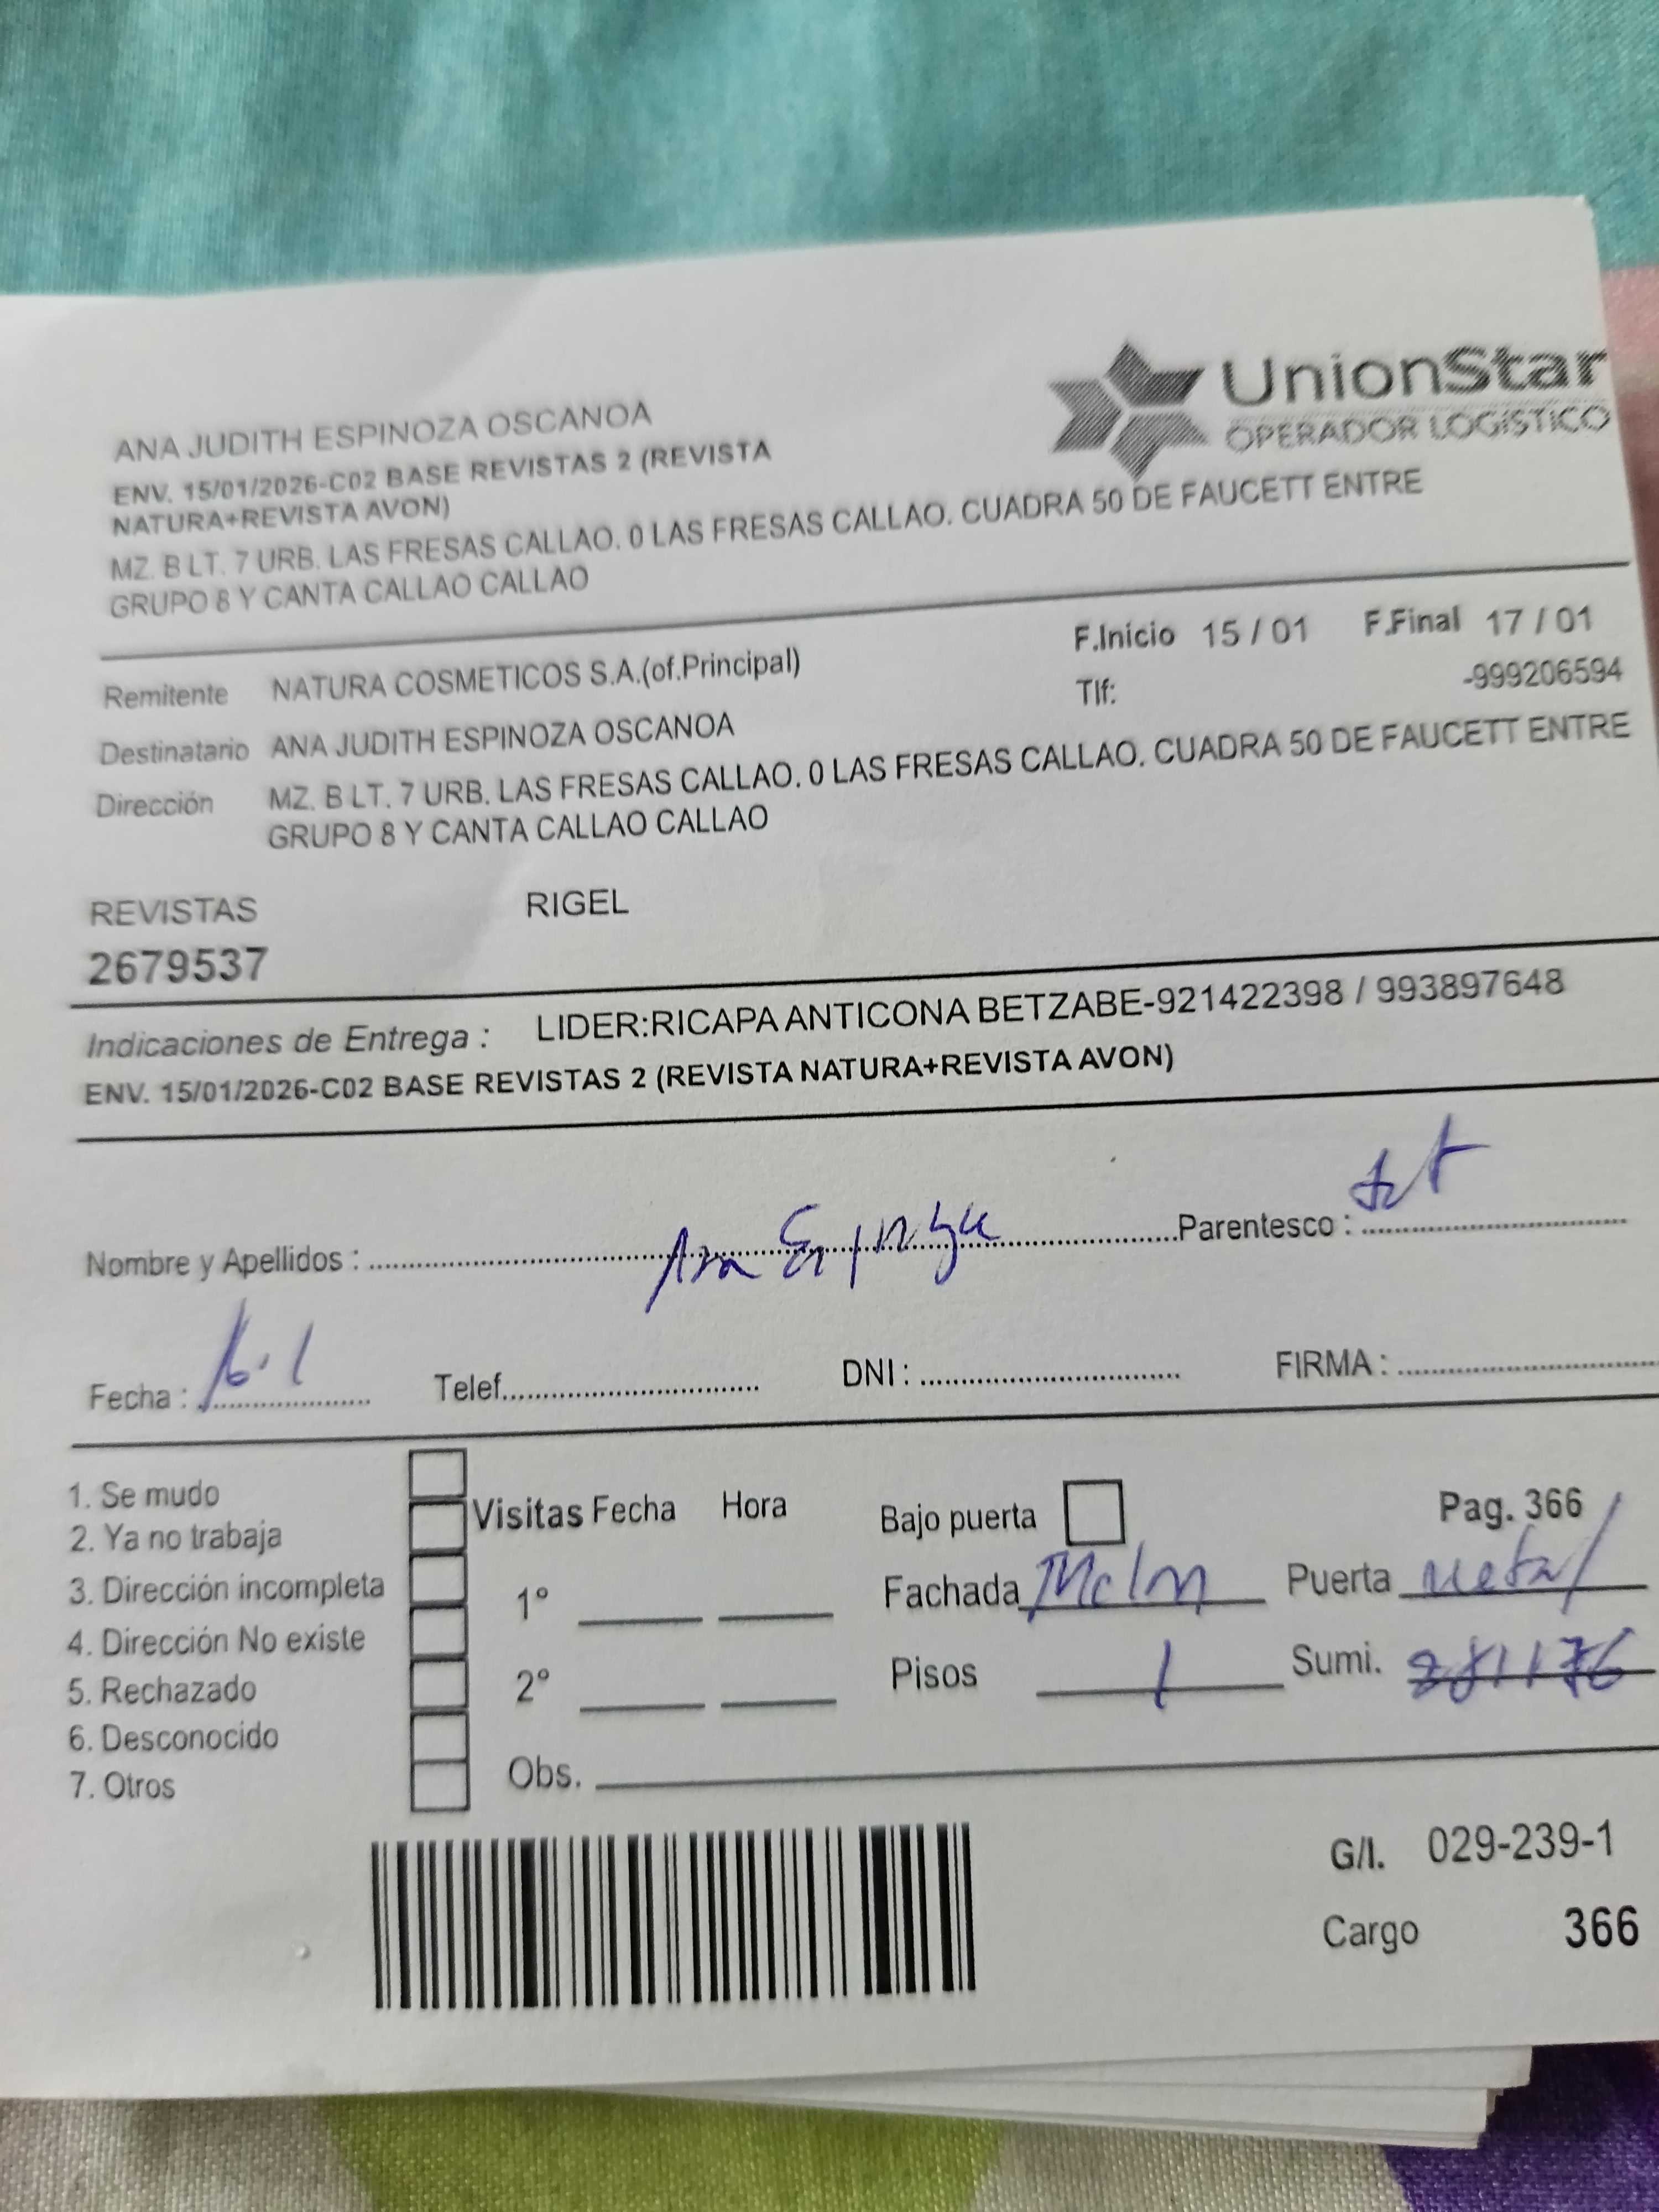 UnionStar
OPERADOR LOGÍSTICO
ANA JUDITH ESPINOZA OSCANOA
ENV. 15/01/2026-C02 BASE REVISTAS 2 (REVISTA
NATURA+REVISTA AVON)
MZ. B LT. 7 URB. LAS FRESAS CALLAO. 0 LAS FRESAS CALLAO. CUADRA 50 DE FAUCETT ENTRE
GRUPO 8 Y CANTA CALLAO CALLAO
F.Inicio 15 / 01 F.Final 17 / 01
Remitente NATURA COSMETICOS S.A.(of.Principal) Tlf: -999206594
Destinatario ANA JUDITH ESPINOZA OSCANOA
Dirección MZ. B LT. 7 URB. LAS FRESAS CALLAO. 0 LAS FRESAS CALLAO. CUADRA 50 DE FAUCETT ENTRE
GRUPO 8 Y CANTA CALLAO CALLAO
REVISTAS RIGEL
2679537
Indicaciones de Entrega : LIDER:RICAPA ANTICONA BETZABE-921422398 / 993897648
ENV. 15/01/2026-C02 BASE REVISTAS 2 (REVISTA NATURA+REVISTA AVON)
Nombre y Apellidos : Ana Espinoza Parentesco :
Fecha : 16.1 Telef. DNI : FIRMA :
1. Se mudo
2. Ya no trabaja
3. Dirección incompleta
4. Dirección No existe
5. Rechazado
6. Desconocido
7. Otros
Visitas Fecha Hora
1°
2°
Obs.
Bajo puerta Pag. 366
Fachada Puerta Metal
Pisos 1 Sumi.
G/I. 029-239-1
Cargo 366